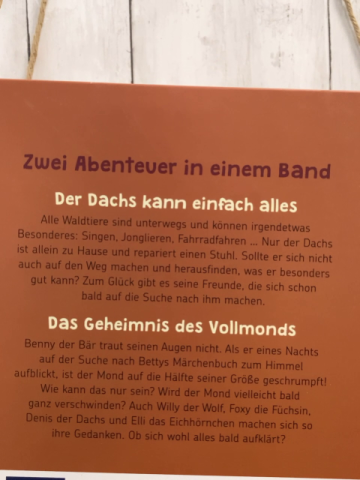 Zwei Abenteuer in einem Band
Der Dachs kann einfach alles
Alle Waldtiere sind unterwegs und können irgendetwas
Besonderes: Singen, Jonglieren, Fahrradfahren ... Nur der Dachs
ist allein zu Hause und repariert einen Stuhl. Sollte er sich nicht
auch auf den Weg machen und herausfinden, was er besonders
gut kann? Zum Glück gibt es seine Freunde, die sich schon
bald auf die Suche nach ihm machen.
Das Geheimnis des Vollmonds
Benny der Bär traut seinen Augen nicht. Als er eines Nachts
auf der Suche nach Bettys Märchenbuch zum Himmel
aufblickt, ist der Mond auf die Hälfte seiner Größe geschrumpft!
Wie kann das nur sein? Wird der Mond vielleicht bald
ganz verschwinden? Auch Willy der Wolf, Foxy die Füchsin,
Denis der Dachs und Elli das Eichhörnchen machen sich so
ihre Gedanken. Ob sich wohl alles bald aufklärt?